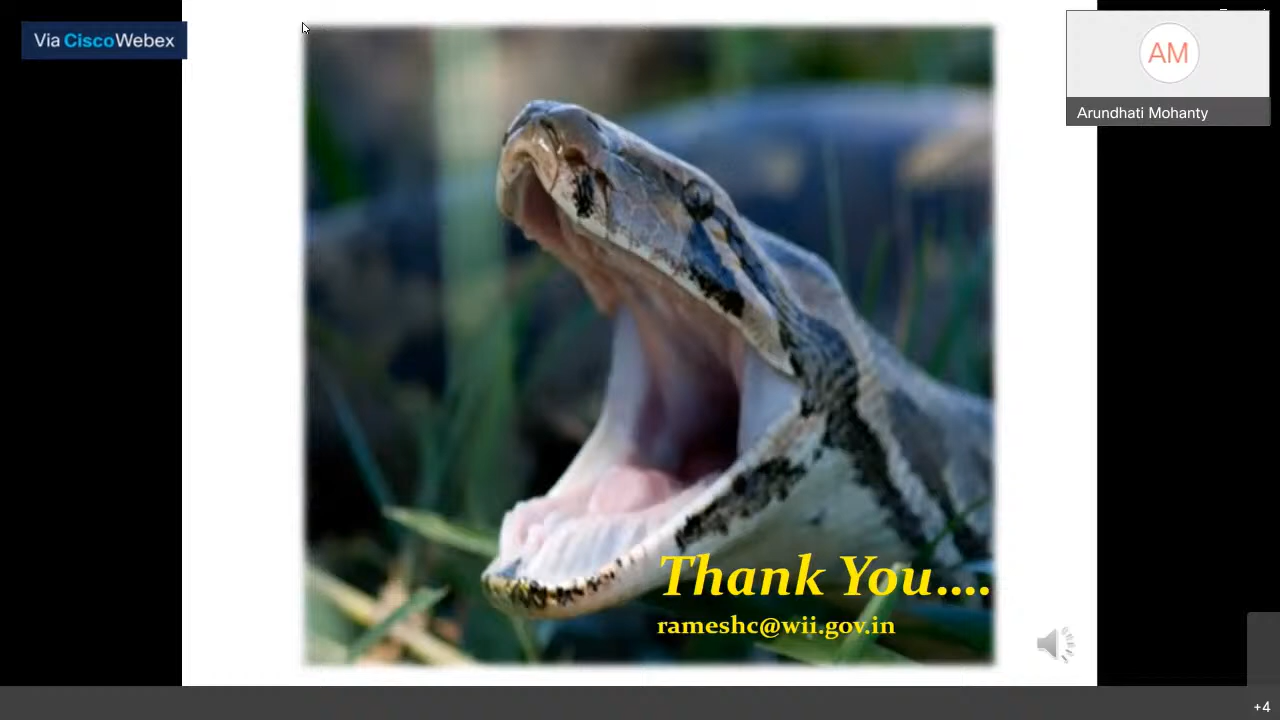 Via CiscoWebex
AM
Arundhati Mohanty
Thank You....
rameshc@wii.gov.in
+4